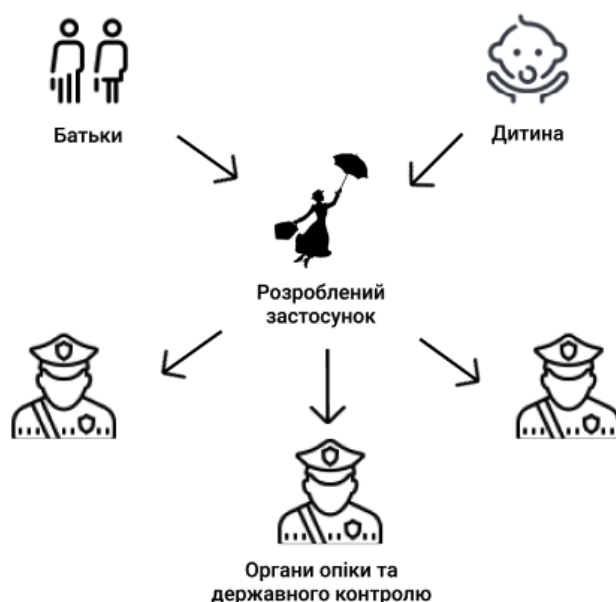 Батьки
Дитина
Розроблений
застосунок
Органи опіки та
державного контролю